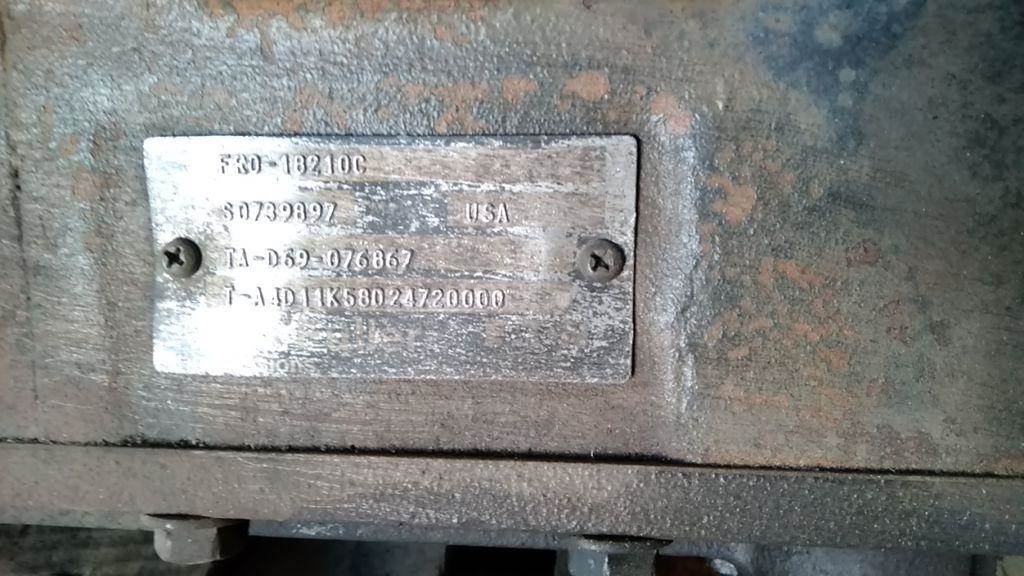 FRO-18210C
S0739897 USA
TA-D69-076867
T-A4D11K58024720000